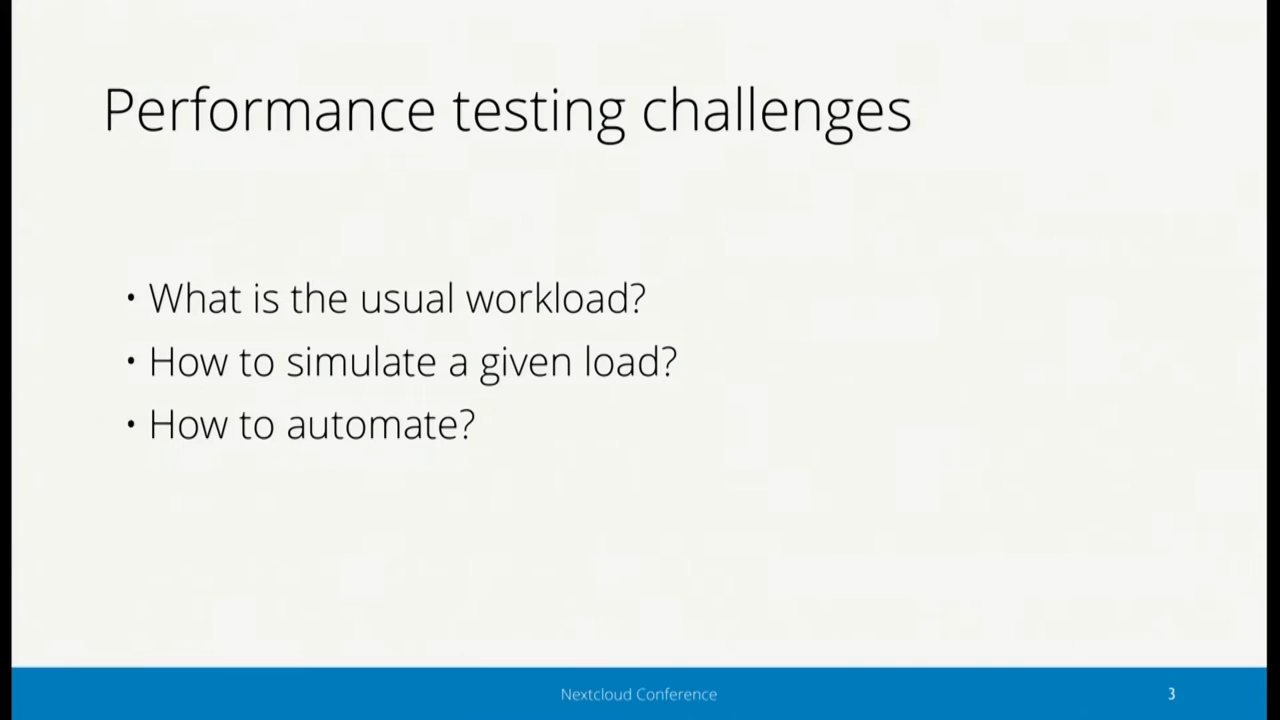 Performance testing challenges
• What is the usual workload?
• How to simulate a given load?
• How to automate?
Nextcloud Conference
3